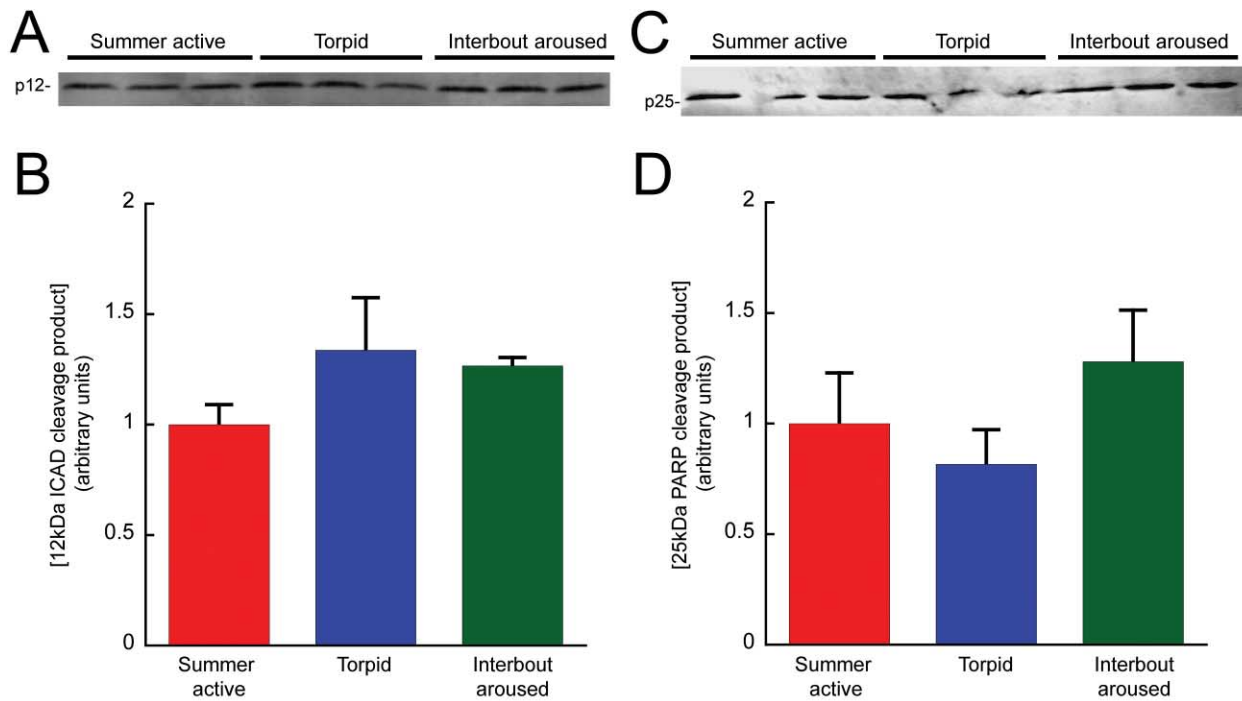 A
Summer active
Torpid
Interbout aroused
p12-
C
Summer active
Torpid
Interbout aroused
p25-
B
[12kDa ICAD cleavage product]
(arbitrary units)
2
1.5
1
0.5
0
Summer
active
Torpid
Interbout
aroused
D
[25kDa PARP cleavage product]
(arbitrary units)
2
1.5
1
0.5
0
Summer
active
Torpid
Interbout
aroused